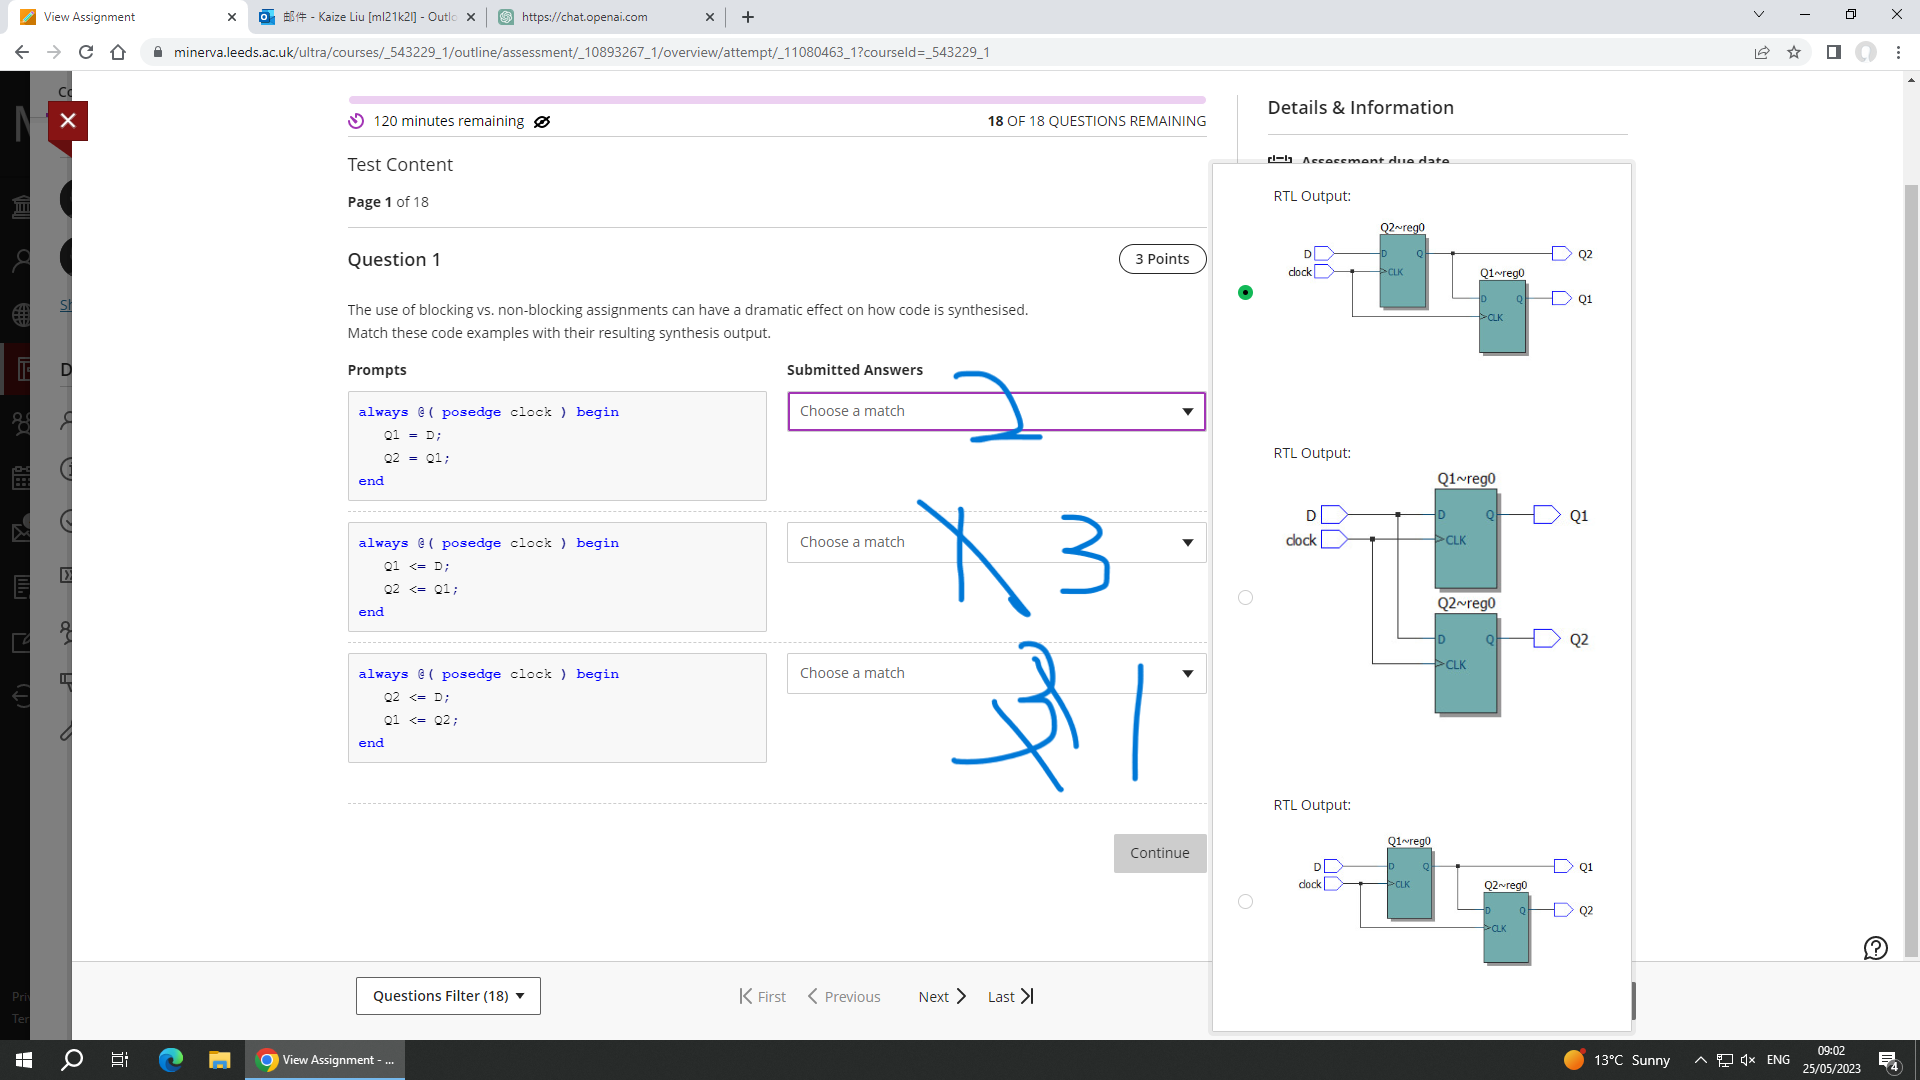 View Assignment
邮件 - Kaize Liu [ml21k2l] - Outlo
https://chat.openai.com
minerva.leeds.ac.uk/ultra/courses/_543229_1/outline/assessment/_10893267_1/overview/attempt/_11080463_1?courseId=_543229_1
120 minutes remaining
18 OF 18 QUESTIONS REMAINING
Details & Information
Assessment due date
Test Content
Page 1 of 18
Question 1
3 Points
The use of blocking vs. non-blocking assignments can have a dramatic effect on how code is synthesised.
Match these code examples with their resulting synthesis output.
Prompts
Submitted Answers
always @( posedge clock ) begin
Q1 = D;
Q2 = Q1;
end
Choose a match
2
always @( posedge clock ) begin
Q1 <= D;
Q2 <= Q1;
end
Choose a match
1 3
always @( posedge clock ) begin
Q2 <= D;
Q1 <= Q2;
end
Choose a match
3 1
Continue
RTL Output:
Q2~reg0
D
clock
D
Q
>CLK
Q2
Q1~reg0
D
Q
>CLK
Q1
RTL Output:
Q1~reg0
D
clock
D
Q
>CLK
Q1
Q2~reg0
D
Q
>CLK
Q2
RTL Output:
Q1~reg0
D
clock
D
Q
>CLK
Q1
Q2~reg0
D
Q
>CLK
Q2
Questions Filter (18)
First
Previous
Next
Last
View Assignment - ...
13°C Sunny
ENG
09:02
25/05/2023
4